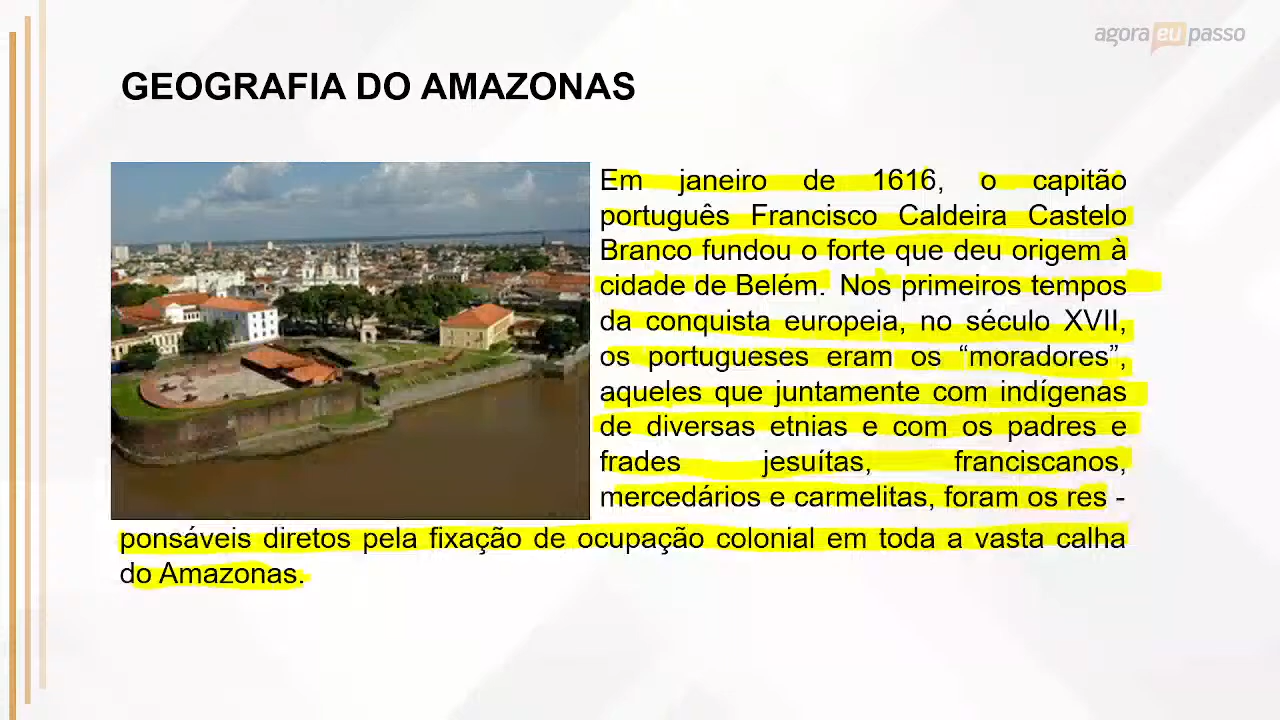 agora eu passo
GEOGRAFIA DO AMAZONAS
Em janeiro de 1616, o capitão
português Francisco Caldeira Castelo
Branco fundou o forte que deu origem à
cidade de Belém. Nos primeiros tempos
da conquista europeia, no século XVII,
os portugueses eram os “moradores”,
aqueles que juntamente com indígenas
de diversas etnias e com os padres e
frades jesuítas, franciscanos,
mercedários e carmelitas, foram os res -
ponsáveis diretos pela fixação de ocupação colonial em toda a vasta calha
do Amazonas.